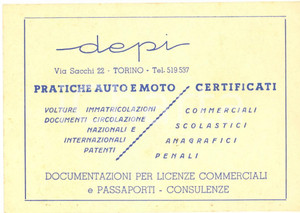 depi
Via Sacchi 22 - TORINO - Tel. 519.537
PRATICHE AUTO E MOTO / CERTIFICATI
VOLTURE IMMATRICOLAZIONI
DOCUMENTI CIRCOLAZIONE
NAZIONALI E
INTERNAZIONALI
PATENTI
COMMERCIALI
SCOLASTICI
ANAGRAFICI
PENALI
DOCUMENTAZIONI PER LICENZE COMMERCIALI
e PASSAPORTI - CONSULENZE